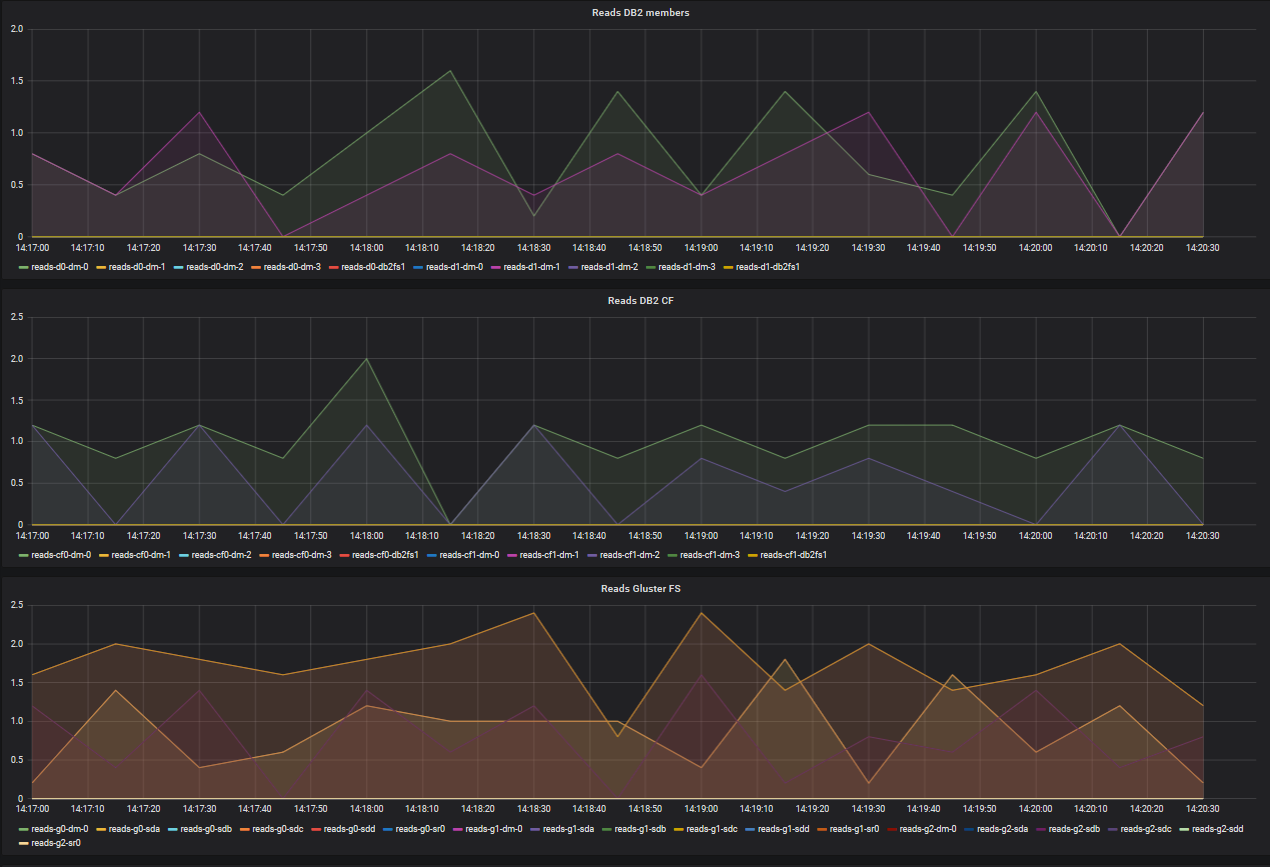 Reads DB2 members
2.0
1.5
1.0
0.5
0
14:17:00 14:17:10 14:17:20 14:17:30 14:17:40 14:17:50 14:18:00 14:18:10 14:18:20 14:18:30 14:18:40 14:18:50 14:19:00 14:19:10 14:19:20 14:19:30 14:19:40 14:19:50 14:20:00 14:20:10 14:20:20 14:20:30
reads-d0-dm-0 reads-d0-dm-1 reads-d0-dm-2 reads-d0-dm-3 reads-d0-db2fs1 reads-d1-dm-0 reads-d1-dm-1 reads-d1-dm-2 reads-d1-dm-3 reads-d1-db2fs1
Reads DB2 CF
2.5
2.0
1.5
1.0
0.5
0
14:17:00 14:17:10 14:17:20 14:17:30 14:17:40 14:17:50 14:18:00 14:18:10 14:18:20 14:18:30 14:18:40 14:18:50 14:19:00 14:19:10 14:19:20 14:19:30 14:19:40 14:19:50 14:20:00 14:20:10 14:20:20 14:20:30
reads-cf0-dm-0 reads-cf0-dm-1 reads-cf0-dm-2 reads-cf0-dm-3 reads-cf0-db2fs1 reads-cf1-dm-0 reads-cf1-dm-1 reads-cf1-dm-2 reads-cf1-dm-3 reads-cf1-db2fs1
Reads Gluster FS
2.5
2.0
1.5
1.0
0.5
0
14:17:00 14:17:10 14:17:20 14:17:30 14:17:40 14:17:50 14:18:00 14:18:10 14:18:20 14:18:30 14:18:40 14:18:50 14:19:00 14:19:10 14:19:20 14:19:30 14:19:40 14:19:50 14:20:00 14:20:10 14:20:20 14:20:30
reads-g0-dm-0 reads-g0-sda reads-g0-sdb reads-g0-sdc reads-g0-sdd reads-g0-sr0 reads-g1-dm-0 reads-g1-sda reads-g1-sdb reads-g1-sdc reads-g1-sdd reads-g1-sr0 reads-g2-dm-0 reads-g2-sda reads-g2-sdb reads-g2-sdc reads-g2-sdd
reads-g2-sr0